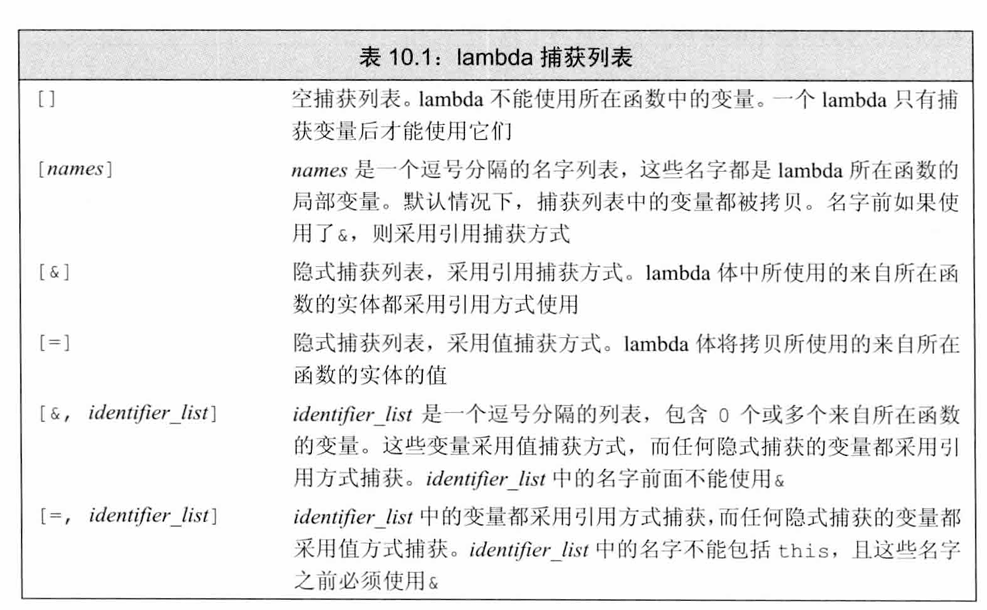 表 10.1：lambda 捕获列表
[] 空捕获列表。lambda 不能使用所在函数中的变量。一个 lambda 只有捕
获变量后才能使用它们
[names] names 是一个逗号分隔的名字列表，这些名字都是 lambda 所在函数的
局部变量。默认情况下，捕获列表中的变量都被拷贝。名字前如果使
用了&，则采用引用捕获方式
[&] 隐式捕获列表，采用引用捕获方式。lambda 体中所使用的来自所在函
数的实体都采用引用方式使用
[=] 隐式捕获列表，采用值捕获方式。lambda 体将拷贝所使用的来自所在
函数的实体的值
[&, identifier_list] identifier_list 是一个逗号分隔的列表，包含 0 个或多个来自所在函数
的变量。这些变量采用值捕获方式，而任何隐式捕获的变量都采用引
用方式捕获。identifier_list 中的名字前面不能使用&
[=, identifier_list] identifier_list 中的变量都采用引用方式捕获，而任何隐式捕获的变量都
采用值方式捕获。identifier_list 中的名字不能包括 this，且这些名字
之前必须使用&